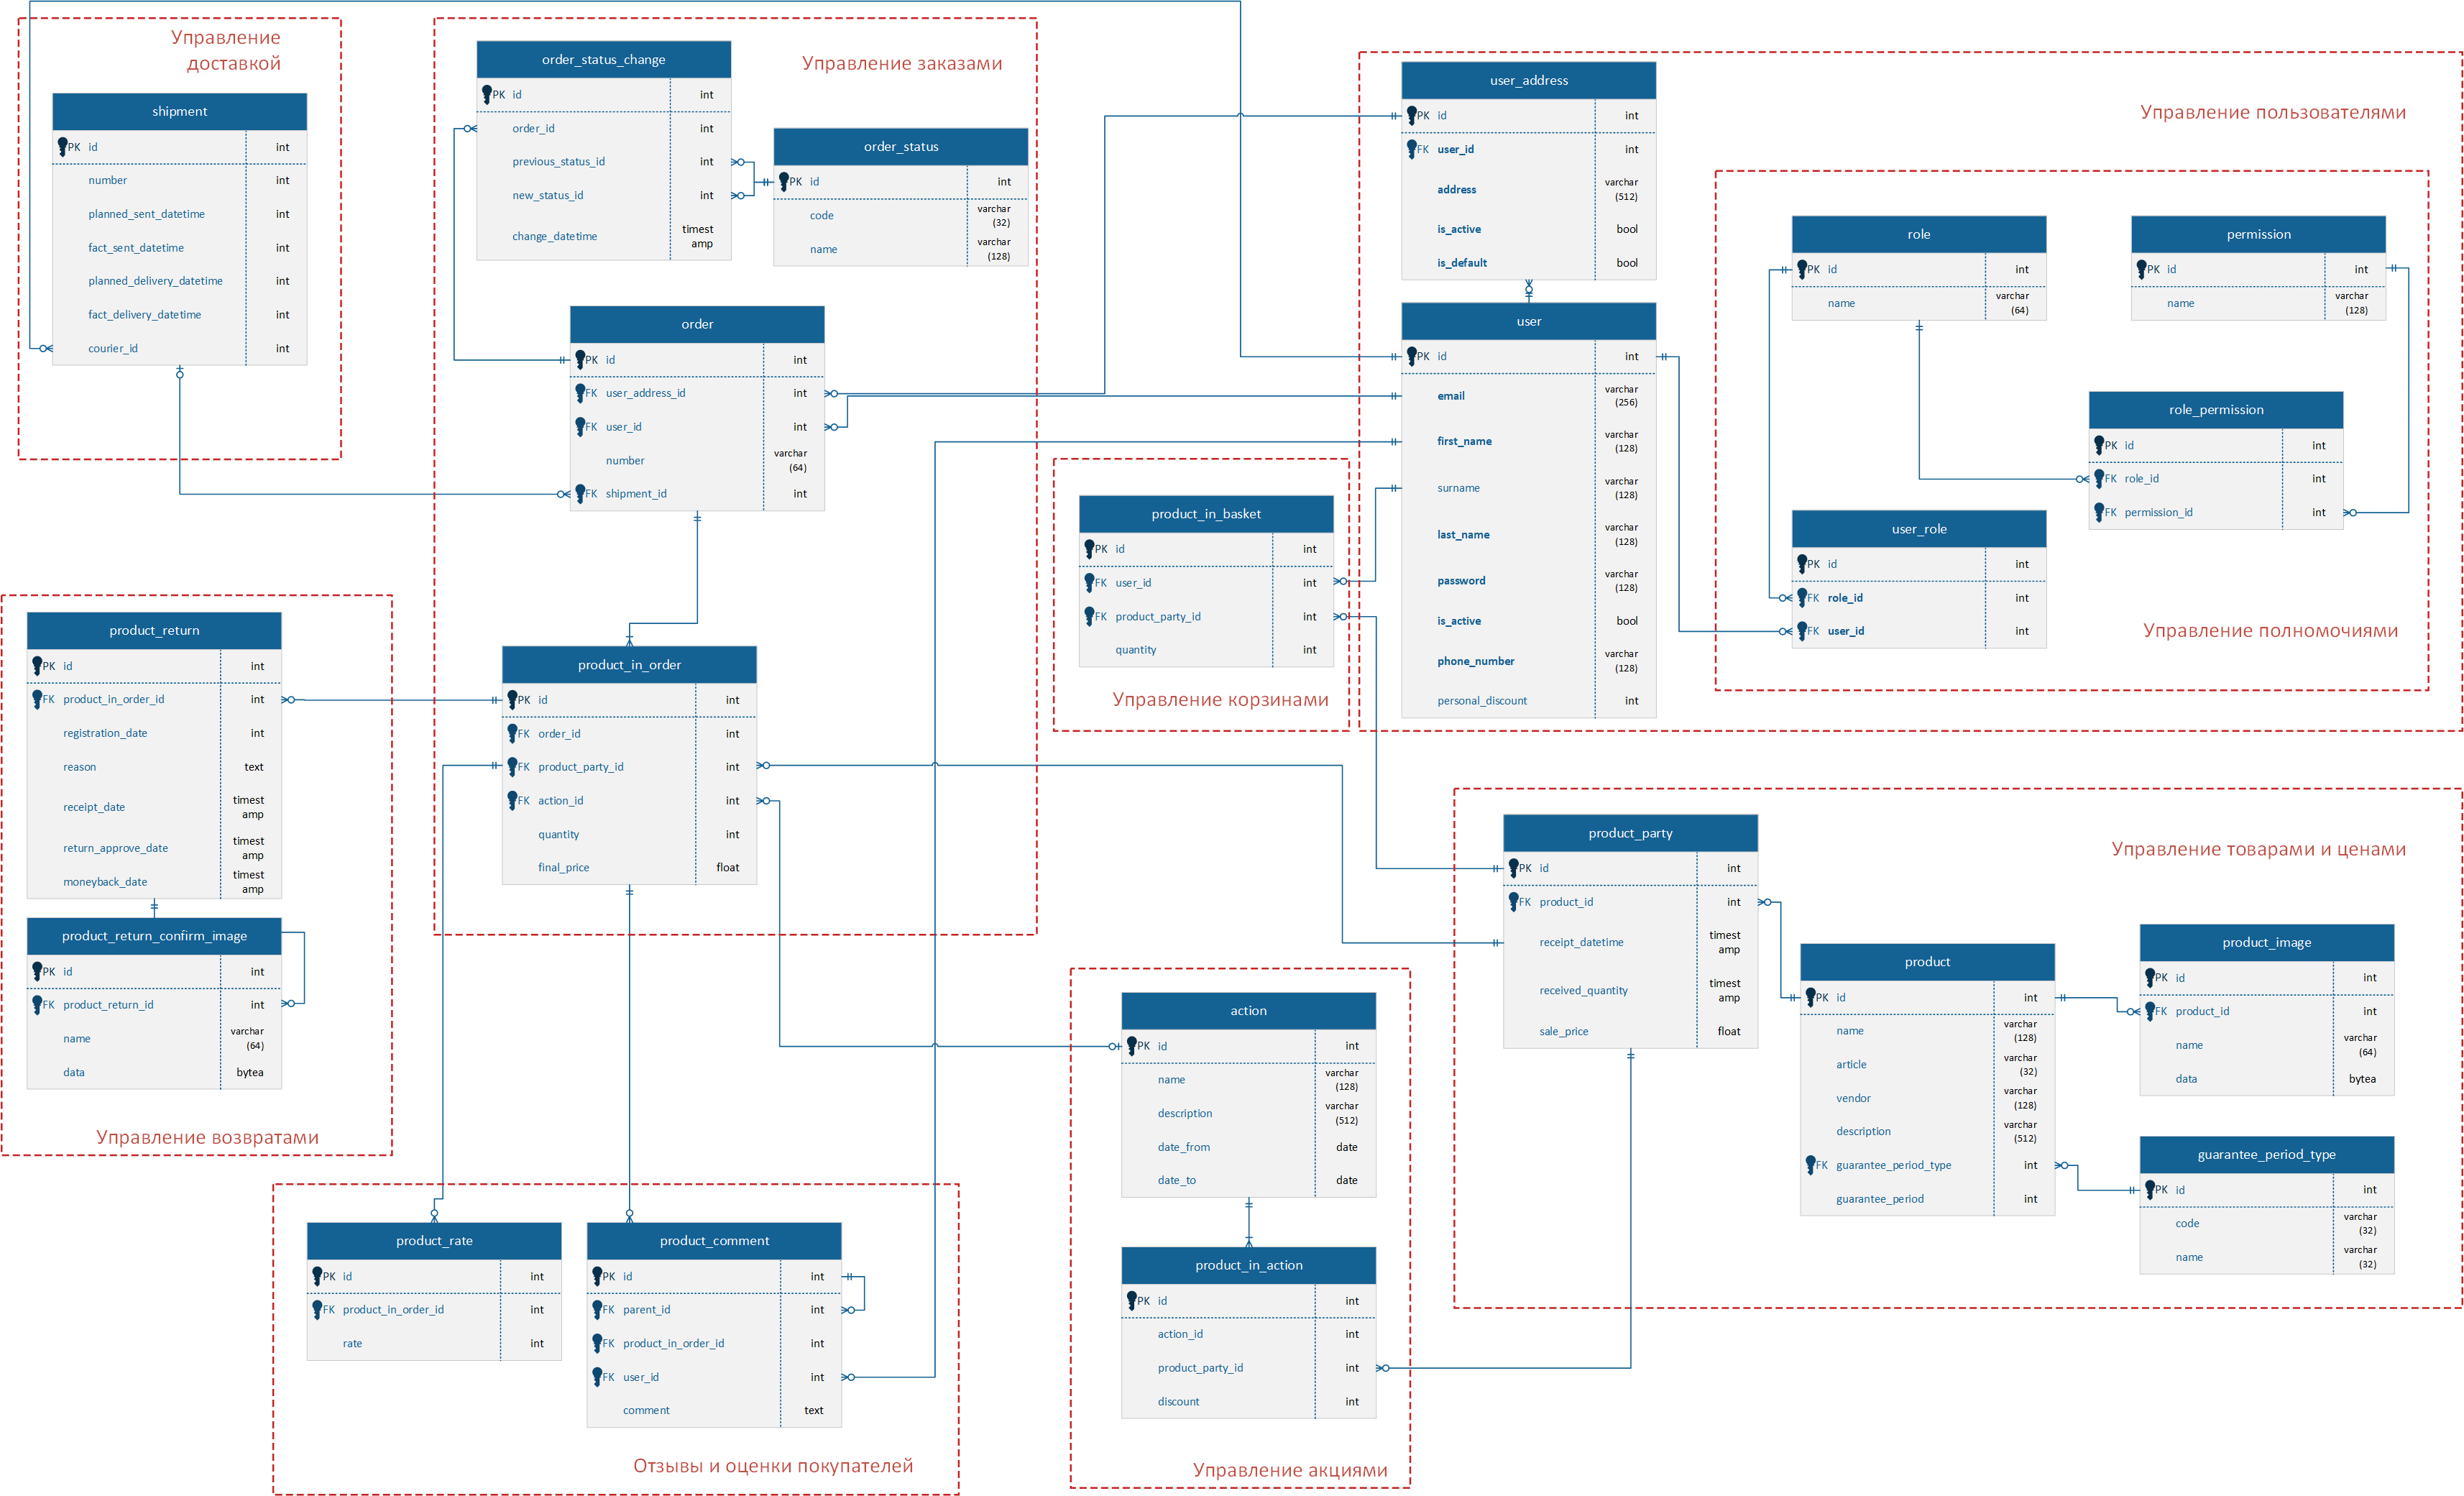 Управление
доставкой
shipment
PK id int
number int
planned_sent_datetime int
fact_sent_datetime int
planned_delivery_datetime int
fact_delivery_datetime int
courier_id int
Управление заказами
order_status_change
PK id int
order_id int
previous_status_id int
new_status_id int
change_datetime timest
amp
order_status
PK id int
code varchar
(32)
name varchar
(128)
order
PK id int
FK user_address_id int
FK user_id int
number varchar
(64)
FK shipment_id int
product_in_order
PK id int
FK order_id int
FK product_party_id int
FK action_id int
quantity int
final_price float
Управление пользователями
user_address
PK id int
FK user_id int
address varchar
(512)
is_active bool
is_default bool
user
PK id int
email varchar
(256)
first_name varchar
(128)
surname varchar
(128)
last_name varchar
(128)
password varchar
(128)
is_active bool
phone_number varchar
(128)
personal_discount int
role
PK id int
name varchar
(64)
permission
PK id int
name varchar
(128)
role_permission
PK id int
FK role_id int
FK permission_id int
user_role
PK id int
FK role_id int
FK user_id int
Управление полномочиями
product_in_basket
PK id int
FK user_id int
FK product_party_id int
quantity int
Управление корзинами
product_return
PK id int
FK product_in_order_id int
registration_date int
reason text
receipt_date timest
amp
return_approve_date timest
amp
moneyback_date timest
amp
product_return_confirm_image
PK id int
FK product_return_id int
name varchar
(64)
data bytea
Управление возвратами
Управление товарами и ценами
product_party
PK id int
FK product_id int
receipt_datetime timest
amp
received_quantity timest
amp
sale_price float
product
PK id int
name varchar
(128)
article varchar
(32)
vendor varchar
(128)
description varchar
(512)
FK guarantee_period_type int
guarantee_period int
product_image
PK id int
FK product_id int
name varchar
(64)
data bytea
guarantee_period_type
PK id int
code varchar
(32)
name varchar
(32)
action
PK id int
name varchar
(128)
description varchar
(512)
date_from date
date_to date
product_in_action
PK id int
action_id int
product_party_id int
discount int
Управление акциями
product_rate
PK id int
FK product_in_order_id int
rate int
product_comment
PK id int
FK parent_id int
FK product_in_order_id int
FK user_id int
comment text
Отзывы и оценки покупателей